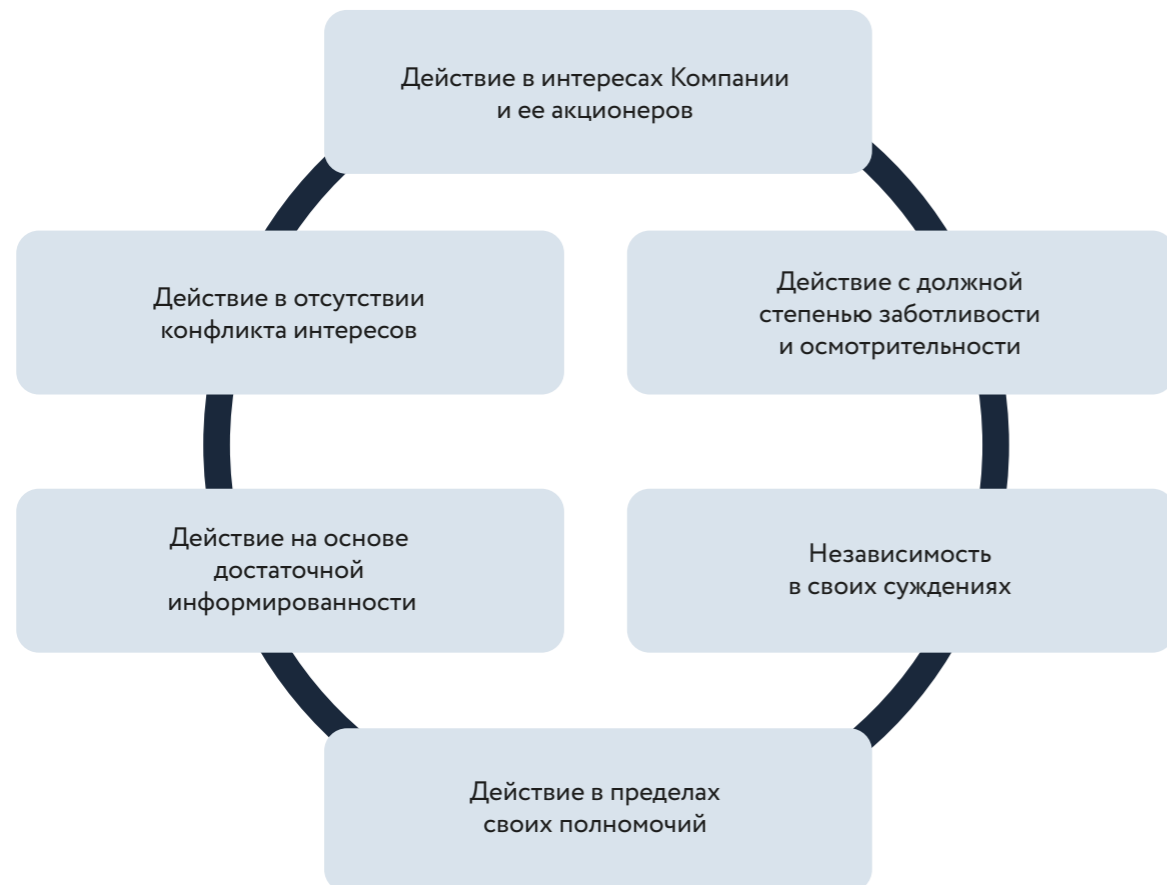 Действие в интересах Компании
и ее акционеров
Действие в отсутствии
конфликта интересов
Действие с должной
степенью заботливости
и осмотрительности
Действие на основе
достаточной
информированности
Независимость
в своих суждениях
Действие в пределах
своих полномочий